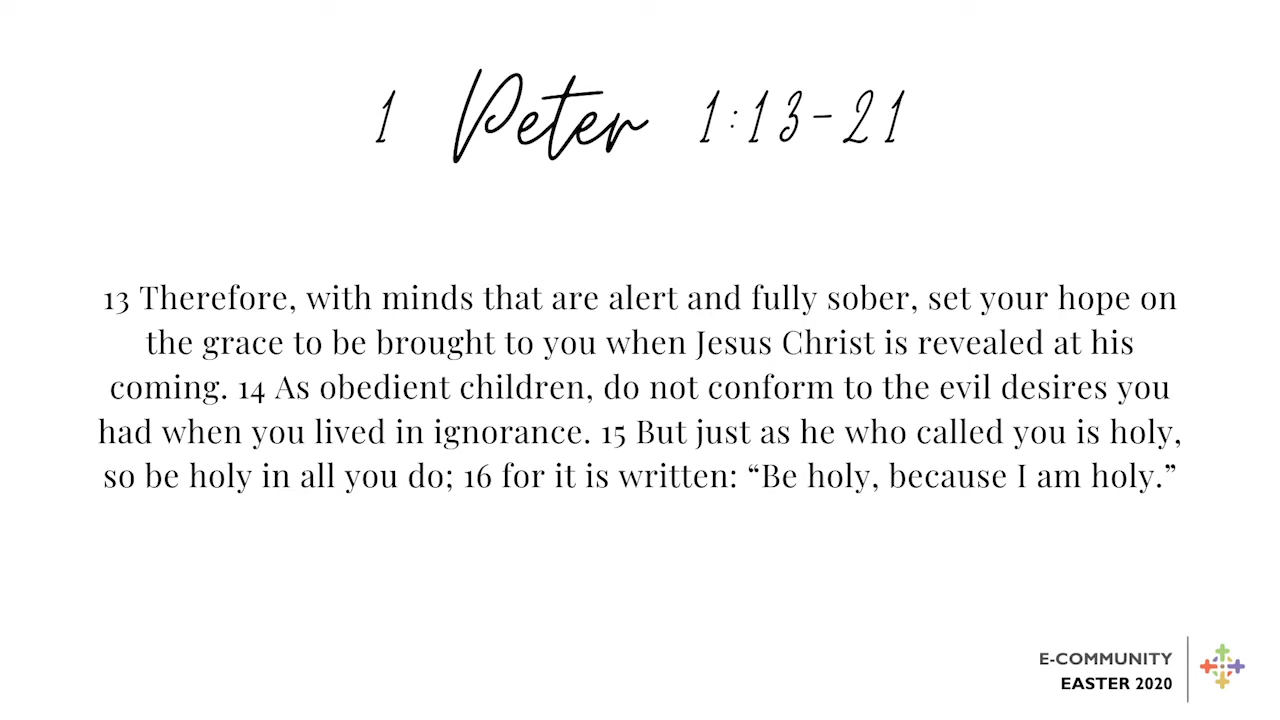 1 Peter 1:13-21
13 Therefore, with minds that are alert and fully sober, set your hope on
the grace to be brought to you when Jesus Christ is revealed at his
coming. 14 As obedient children, do not conform to the evil desires you
had when you lived in ignorance. 15 But just as he who called you is holy,
so be holy in all you do; 16 for it is written: “Be holy, because I am holy.”
E-COMMUNITY
EASTER 2020